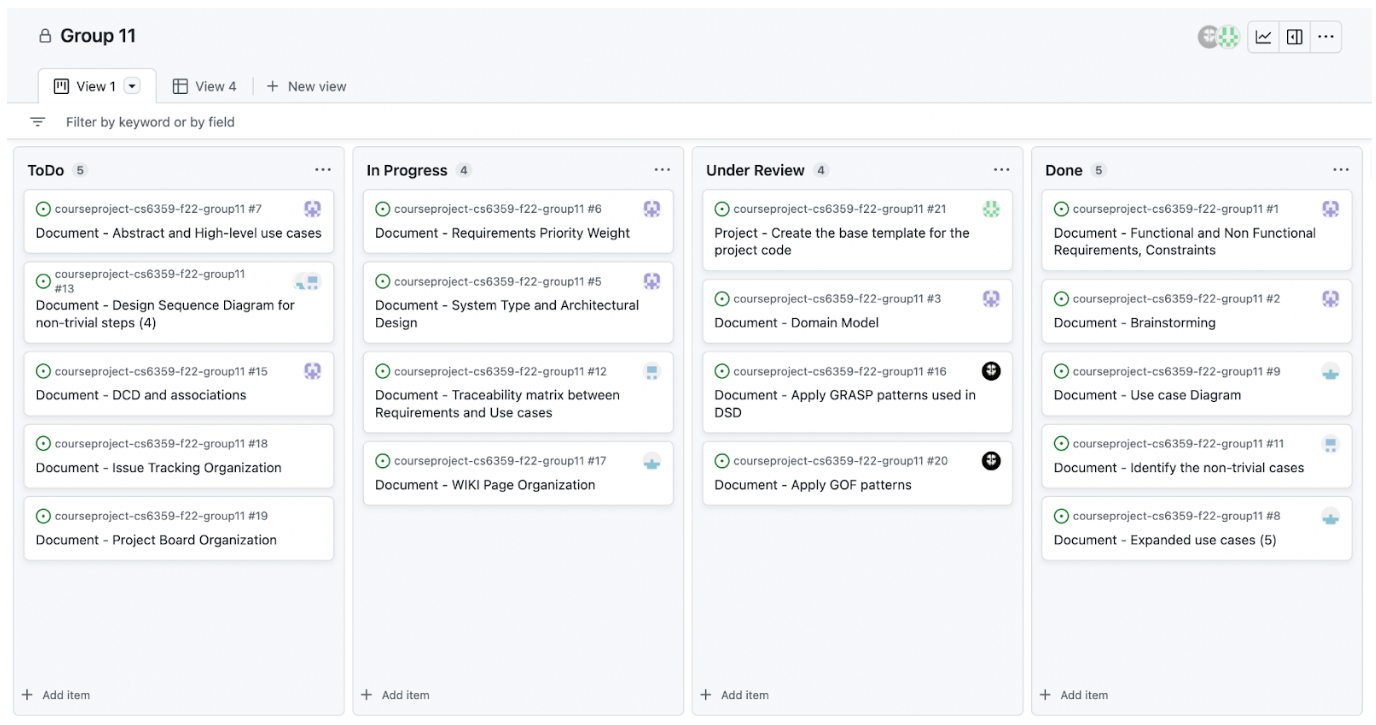 Group 11
View 1
View 4
New view
Filter by keyword or by field
ToDo 5
courseproject-cs6359-f22-group11 #7
Document - Abstract and High-level use cases
courseproject-cs6359-f22-group11
#13
Document - Design Sequence Diagram for
non-trivial steps (4)
courseproject-cs6359-f22-group11 #15
Document - DCD and associations
courseproject-cs6359-f22-group11 #18
Document - Issue Tracking Organization
courseproject-cs6359-f22-group11 #19
Document - Project Board Organization
Add item
In Progress 4
courseproject-cs6359-f22-group11 #6
Document - Requirements Priority Weight
courseproject-cs6359-f22-group11 #5
Document - System Type and Architectural
Design
courseproject-cs6359-f22-group11 #12
Document - Traceability matrix between
Requirements and Use cases
courseproject-cs6359-f22-group11 #17
Document - WIKI Page Organization
Add item
Under Review 4
courseproject-cs6359-f22-group11 #21
Project - Create the base template for the
project code
courseproject-cs6359-f22-group11 #3
Document - Domain Model
courseproject-cs6359-f22-group11 #16
Document - Apply GRASP patterns used in
DSD
courseproject-cs6359-f22-group11 #20
Document - Apply GOF patterns
Add item
Done 5
courseproject-cs6359-f22-group11 #1
Document - Functional and Non Functional
Requirements, Constraints
courseproject-cs6359-f22-group11 #2
Document - Brainstorming
courseproject-cs6359-f22-group11 #9
Document - Use case Diagram
courseproject-cs6359-f22-group11 #11
Document - Identify the non-trivial cases
courseproject-cs6359-f22-group11 #8
Document - Expanded use cases (5)
Add item